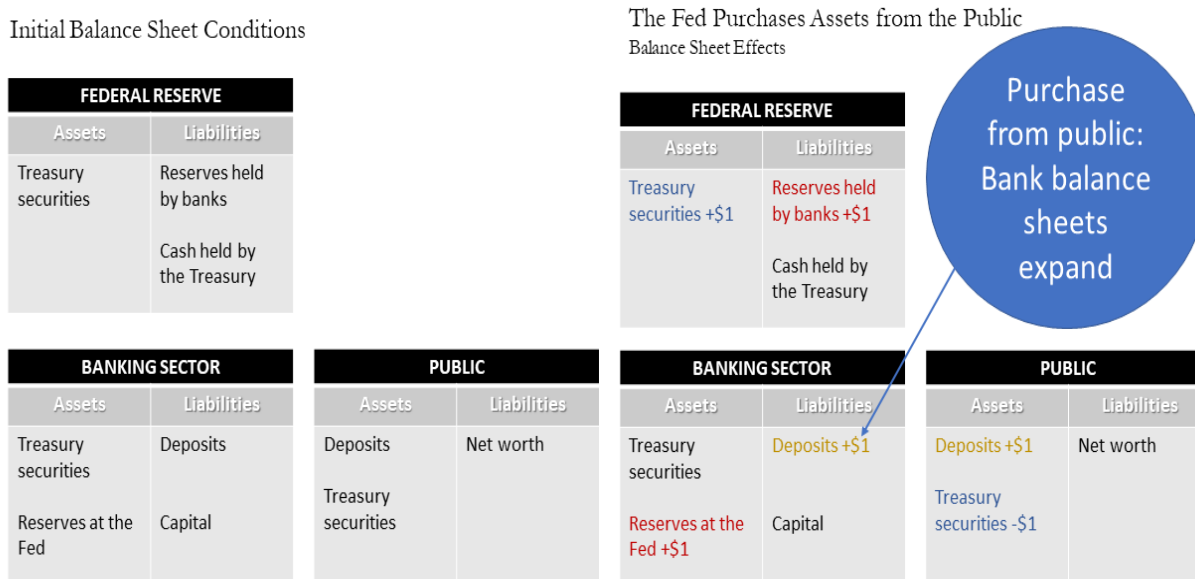 Initial Balance Sheet Conditions
FEDERAL RESERVE
Assets
Liabilities
Treasury
securities
Reserves held
by banks
Cash held by
the Treasury
BANKING SECTOR
Assets
Liabilities
Treasury
securities
Reserves at the
Fed
Deposits
Capital
PUBLIC
Assets
Liabilities
Deposits
Treasury
securities
Net worth
The Fed Purchases Assets from the Public
Balance Sheet Effects
FEDERAL RESERVE
Assets
Liabilities
Treasury
securities +$1
Reserves held
by banks +$1
Cash held by
the Treasury
Purchase
from public:
Bank balance
sheets
expand
BANKING SECTOR
Assets
Liabilities
Treasury
securities
Reserves at the
Fed +$1
Deposits +$1
Capital
PUBLIC
Assets
Liabilities
Deposits +$1
Treasury
securities -$1
Net worth